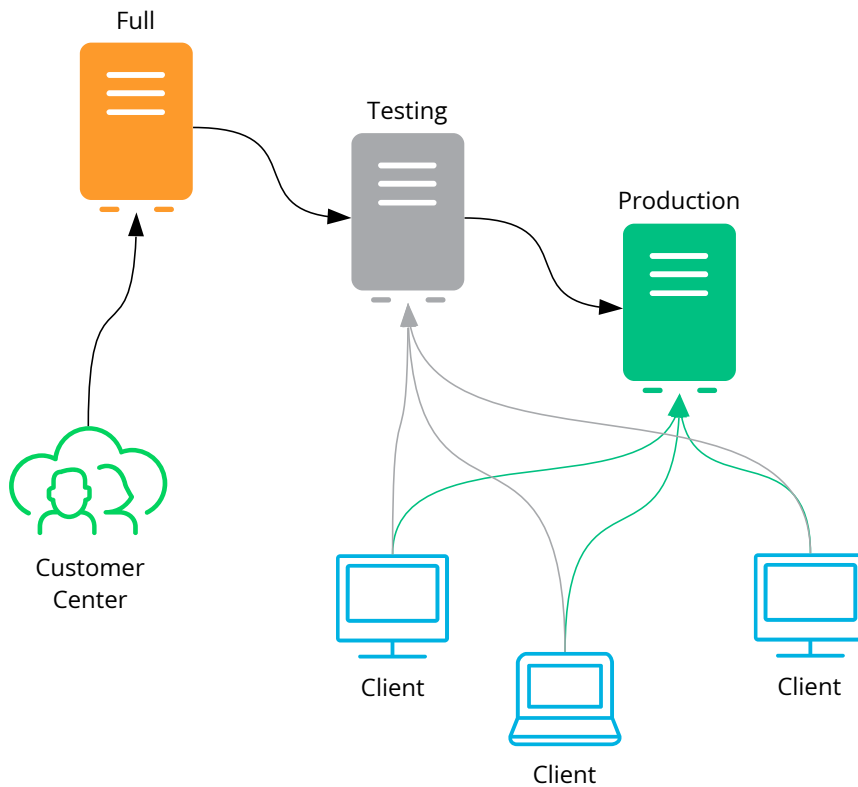 Full
Testing
Production
Customer
Center
Client
Client
Client